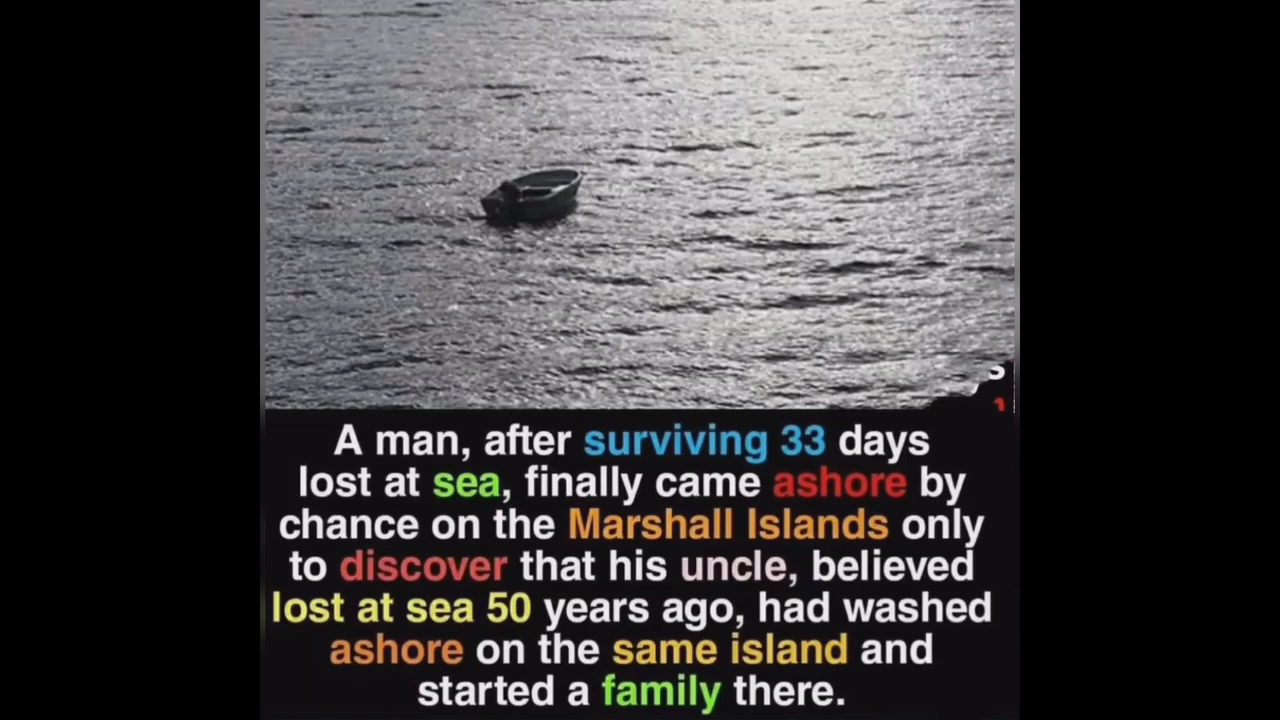 S
1
A man, after surviving 33 days
lost at sea, finally came ashore by
chance on the Marshall Islands only
to discover that his uncle, believed
lost at sea 50 years ago, had washed
ashore on the same island and
started a family there.